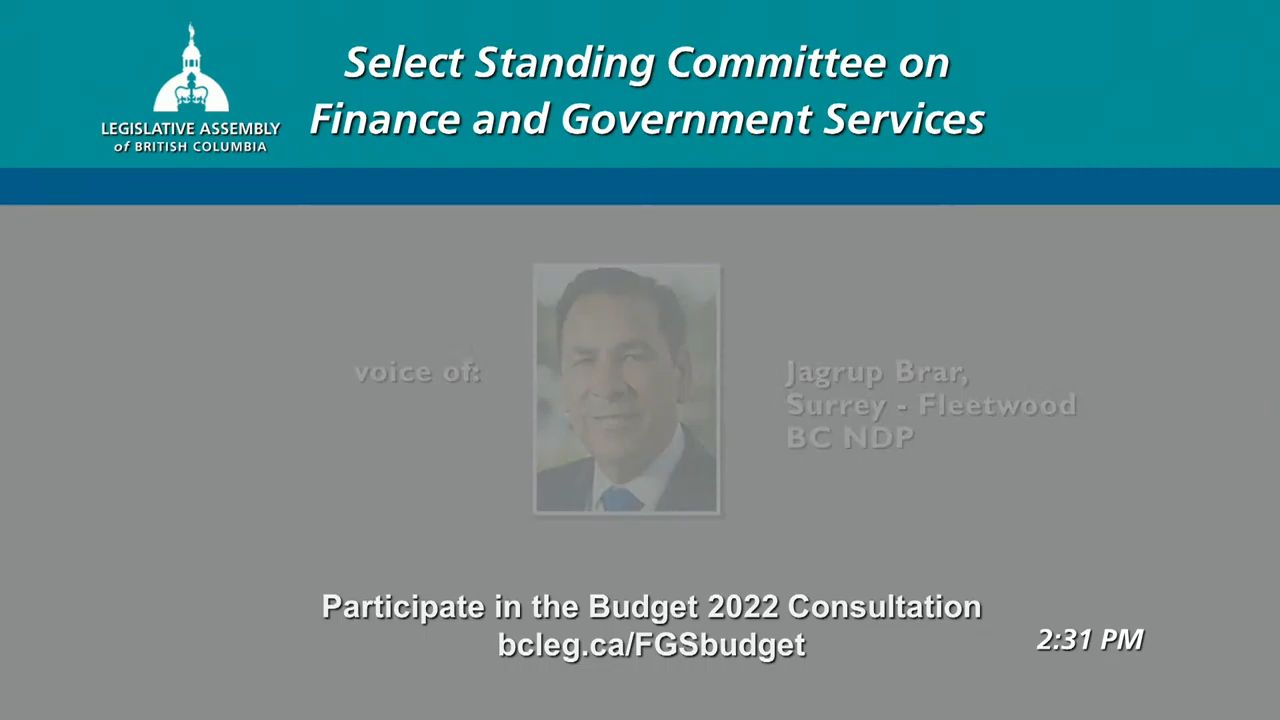 Select Standing Committee on
Finance and Government Services
LEGISLATIVE ASSEMBLY
of BRITISH COLUMBIA
voice of:
Jagrup Brar,
Surrey - Fleetwood
BC NDP
Participate in the Budget 2022 Consultation
bcleg.ca/FGSbudget
2:31 PM